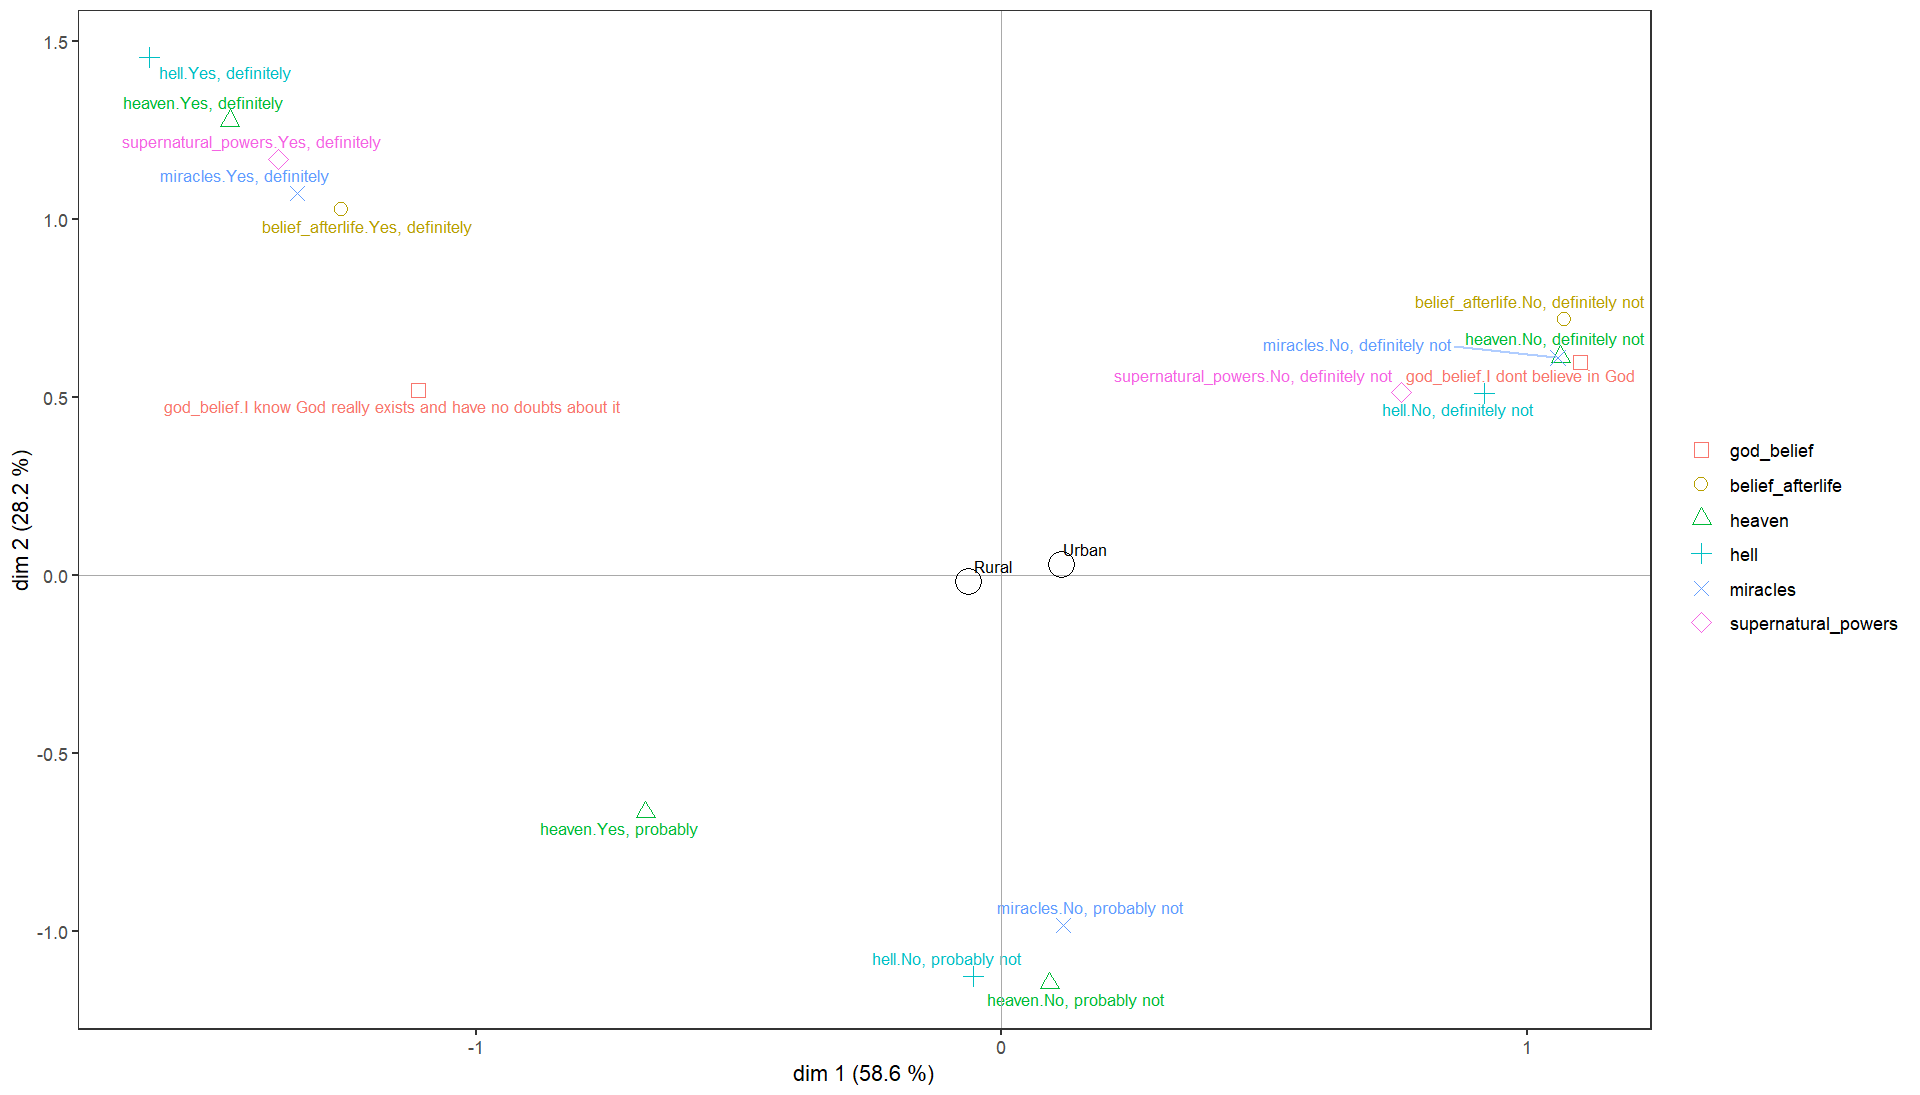 1.5
hell.Yes, definitely
heaven.Yes, definitely
supernatural_powers.Yes, definitely
miracles.Yes, definitely
1.0
belief_afterlife.Yes, definitely
belief_afterlife.No, definitely not
heaven.No, definitely not
miracles.No, definitely not
supernatural_powers.No, definitely not
god_belief.I dont believe in God
0.5
god_belief.I know God really exists and have no doubts about it
hell.No, definitely not
god_belief
belief_afterlife
heaven
hell
miracles
supernatural_powers
dim 2 (28.2 %)
Urban
Rural
0.0
-0.5
heaven.Yes, probably
miracles.No, probably not
-1.0
hell.No, probably not
heaven.No, probably not
-1
0
1
dim 1 (58.6 %)